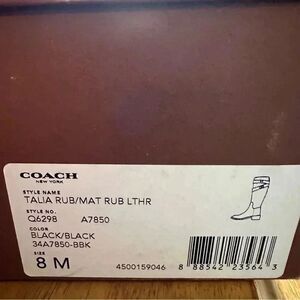 COACH
NEW YORK
STYLE NAME
TALIA RUB/MAT RUB LTHR
STYLE NO.
Q6298 A7850
COLOR
BLACK/BLACK
34A7850-BBK
SIZE
8 M
4500159046
8 88542 23564 3